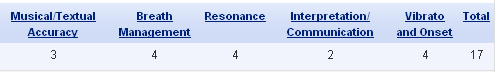 Musical/Textual Accuracy Breath Management Resonance Interpretation/ Communication Vibrato and Onset Total
3 4 4 2 4 17